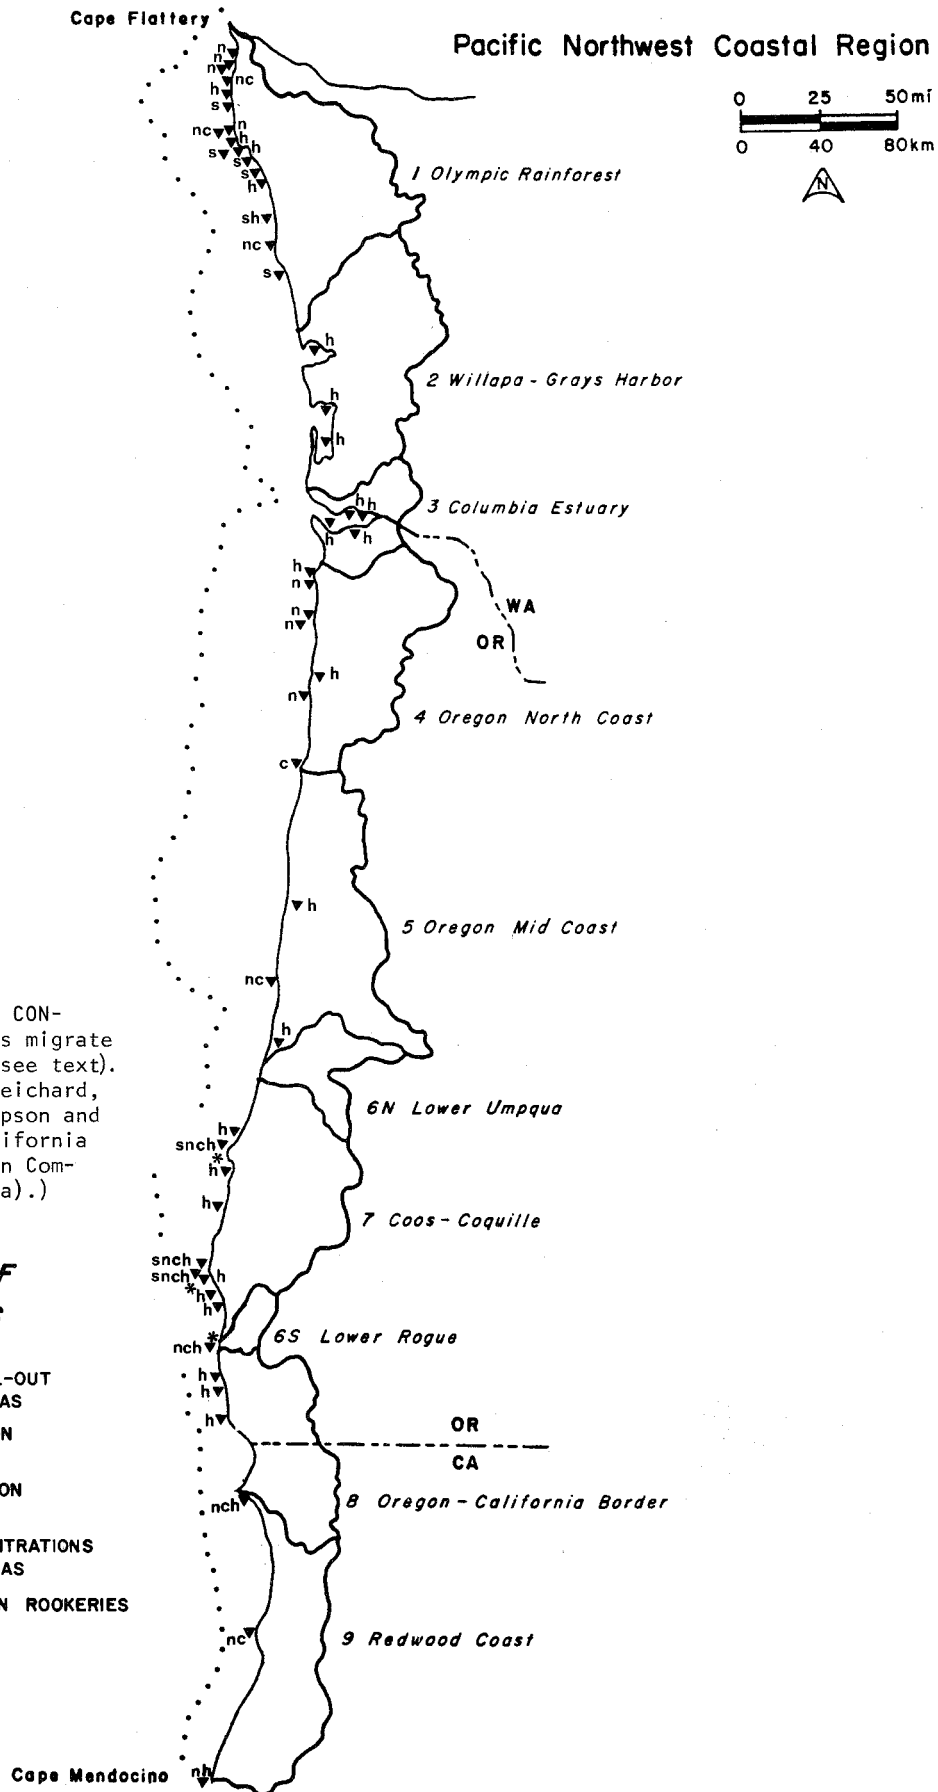 Cape Flattery
Pacific Northwest Coastal Region
0 25 50mi
0 40 80km
N
n
n
n
nc
h
s
n
nc
h
h
s
s
s
h
sh
nc
s
1 Olympic Rainforest
h
2 Willapa - Grays Harbor
h
h
3 Columbia Estuary
h h
h
h
h
n
WA
n
n
OR
h
n
4 Oregon North Coast
c
h
5 Oregon Mid Coast
nc
CON-
s migrate
see text).
eichard,
pson and
ifornia
n Com-
a).)
h
6N Lower Umpqua
h
snch
*
h
h
7 Coos - Coquille
snch
snch
h
*
h
h
F
*
6S Lower Rogue
nch
-OUT
AS
N
ON
TRATIONS
AS
N ROOKERIES
h
h
h
OR
CA
nch
8 Oregon - California Border
nc
9 Redwood Coast
nh
Cape Mendocino